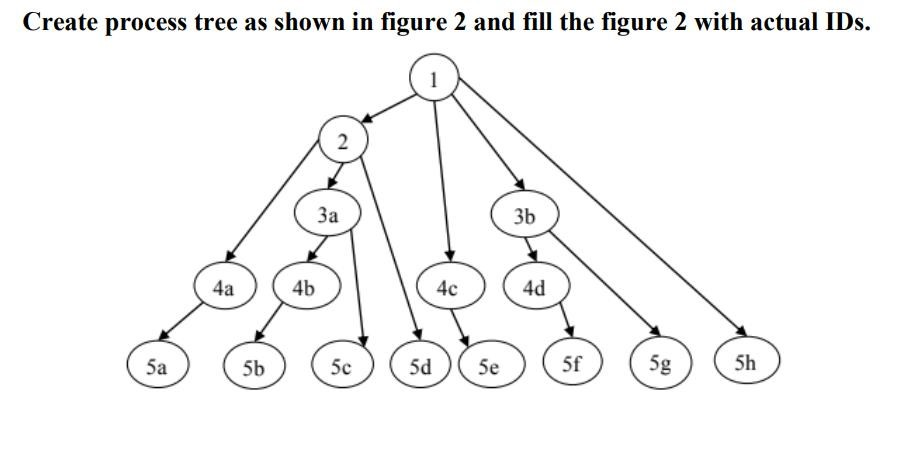 Create process tree as shown in figure 2 and fill the figure 2 with actual IDs.
1
2
3a
3b
4a
4b
4c
4d
5a
5b
5c
5d
5e
5f
5g
5h